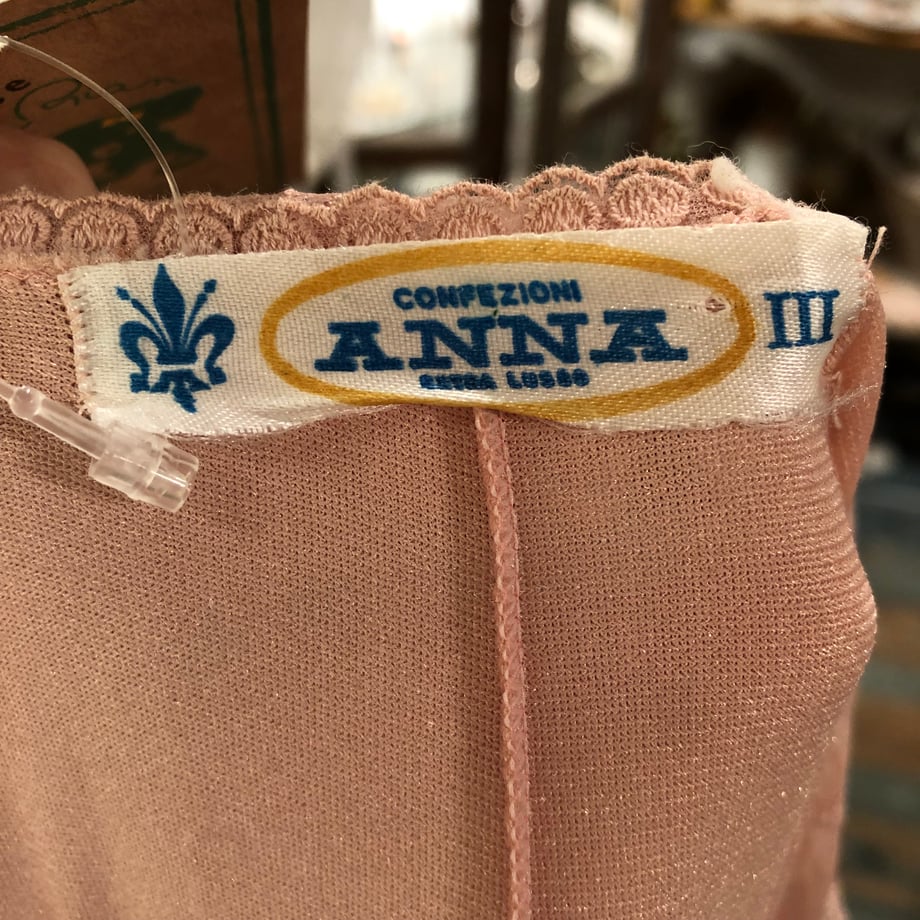 CONFEZIONI
ANNA
EXTRA LUSSO
III